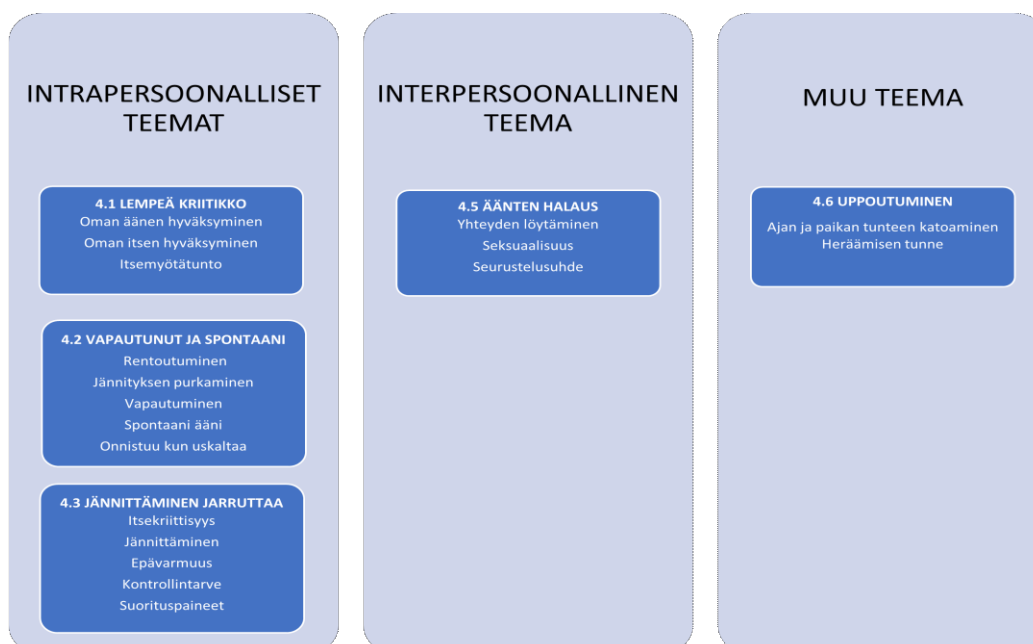 INTRAPERSOONALLISET
TEEMAT
4.1 LEMPEÄ KRIITIKKO
Oman äänen hyväksyminen
Oman itsen hyväksyminen
Itsemyötätunto
4.2 VAPAUTUNUT JA SPONTAANI
Rentoutuminen
Jännityksen purkaminen
Vapautuminen
Spontaani ääni
Onnistuu kun uskaltaa
4.3 JÄNNITTÄMINEN JARRUTTAA
Itsekriittisyys
Jännittäminen
Epävarmuus
Kontrollintarve
Suorituspaineet
INTERPERSOONALLINEN
TEEMA
4.5 ÄÄNTEN HALAUS
Yhteyden löytäminen
Seksuaalisuus
Seurustelusuhde
MUU TEEMA
4.6 UPPOUTUMINEN
Ajan ja paikan tunteen katoaminen
Heräämisen tunne